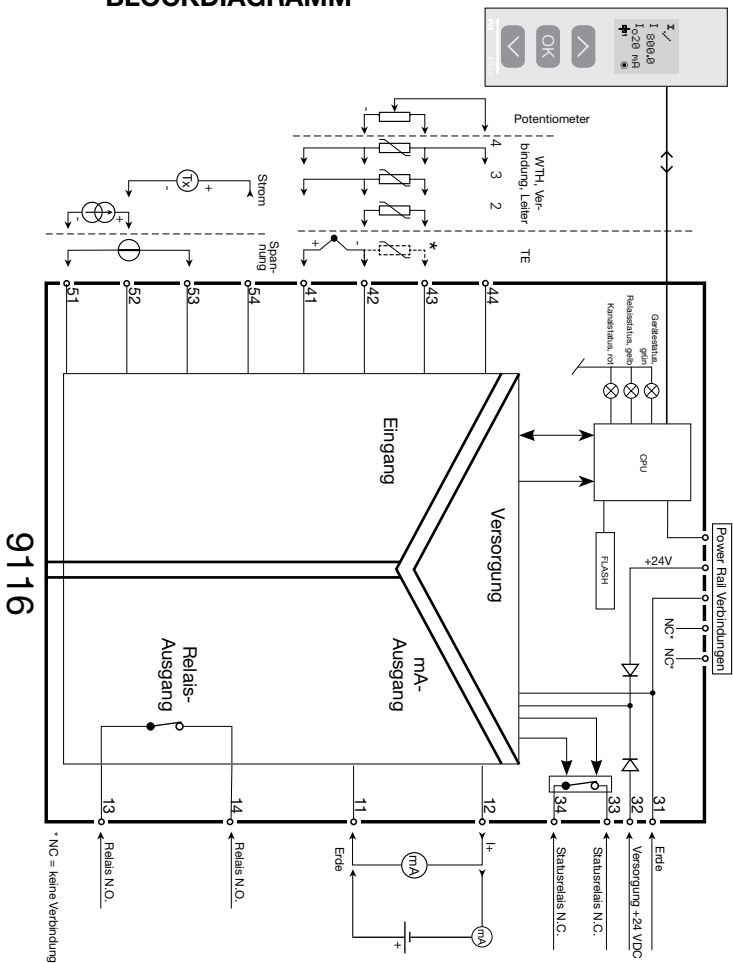 BLOCKDIAGRAMM
I 800.0
Io20 mA
OK
Potentiometer
WTH, Ver-
bindung, Leiter
4
3
2
TE
*
+
-
Strom
Tx
+
-
Span-
nung
+
-
51
52
53
54
41
42
43
44
Gerätestatus,
grün
Relaisstatus, gelb
Kanalstatus, rot
CPU
FLASH
Power Rail Verbindungen
+24V
NC*
NC*
Eingang
Versorgung
mA-
Ausgang
Relais-
Ausgang
31
32
33
34
12
11
14
13
Erde
Versorgung +24 VDC
Statusrelais N.C.
Statusrelais N.C.
I+
mA
mA
+
Erde
Relais N.O.
Relais N.O.
* NC = keine Verbindung
9116